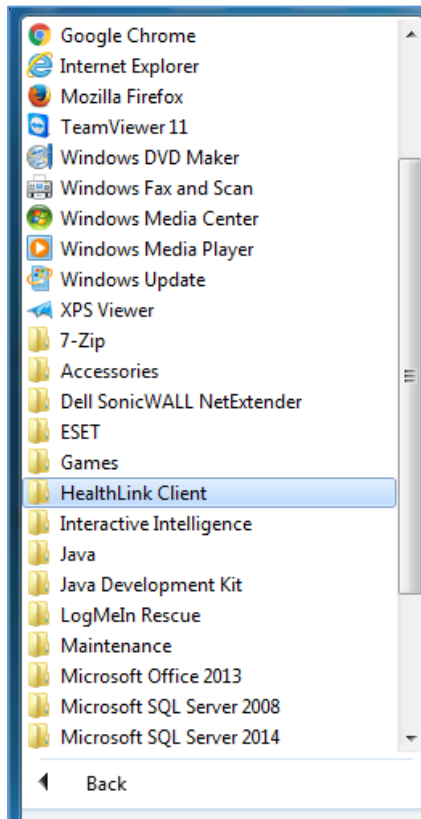 Google Chrome
Internet Explorer
Mozilla Firefox
TeamViewer 11
Windows DVD Maker
Windows Fax and Scan
Windows Media Center
Windows Media Player
Windows Update
XPS Viewer
7-Zip
Accessories
Dell SonicWALL NetExtender
ESET
Games
HealthLink Client
Interactive Intelligence
Java
Java Development Kit
LogMeIn Rescue
Maintenance
Microsoft Office 2013
Microsoft SQL Server 2008
Microsoft SQL Server 2014
Back